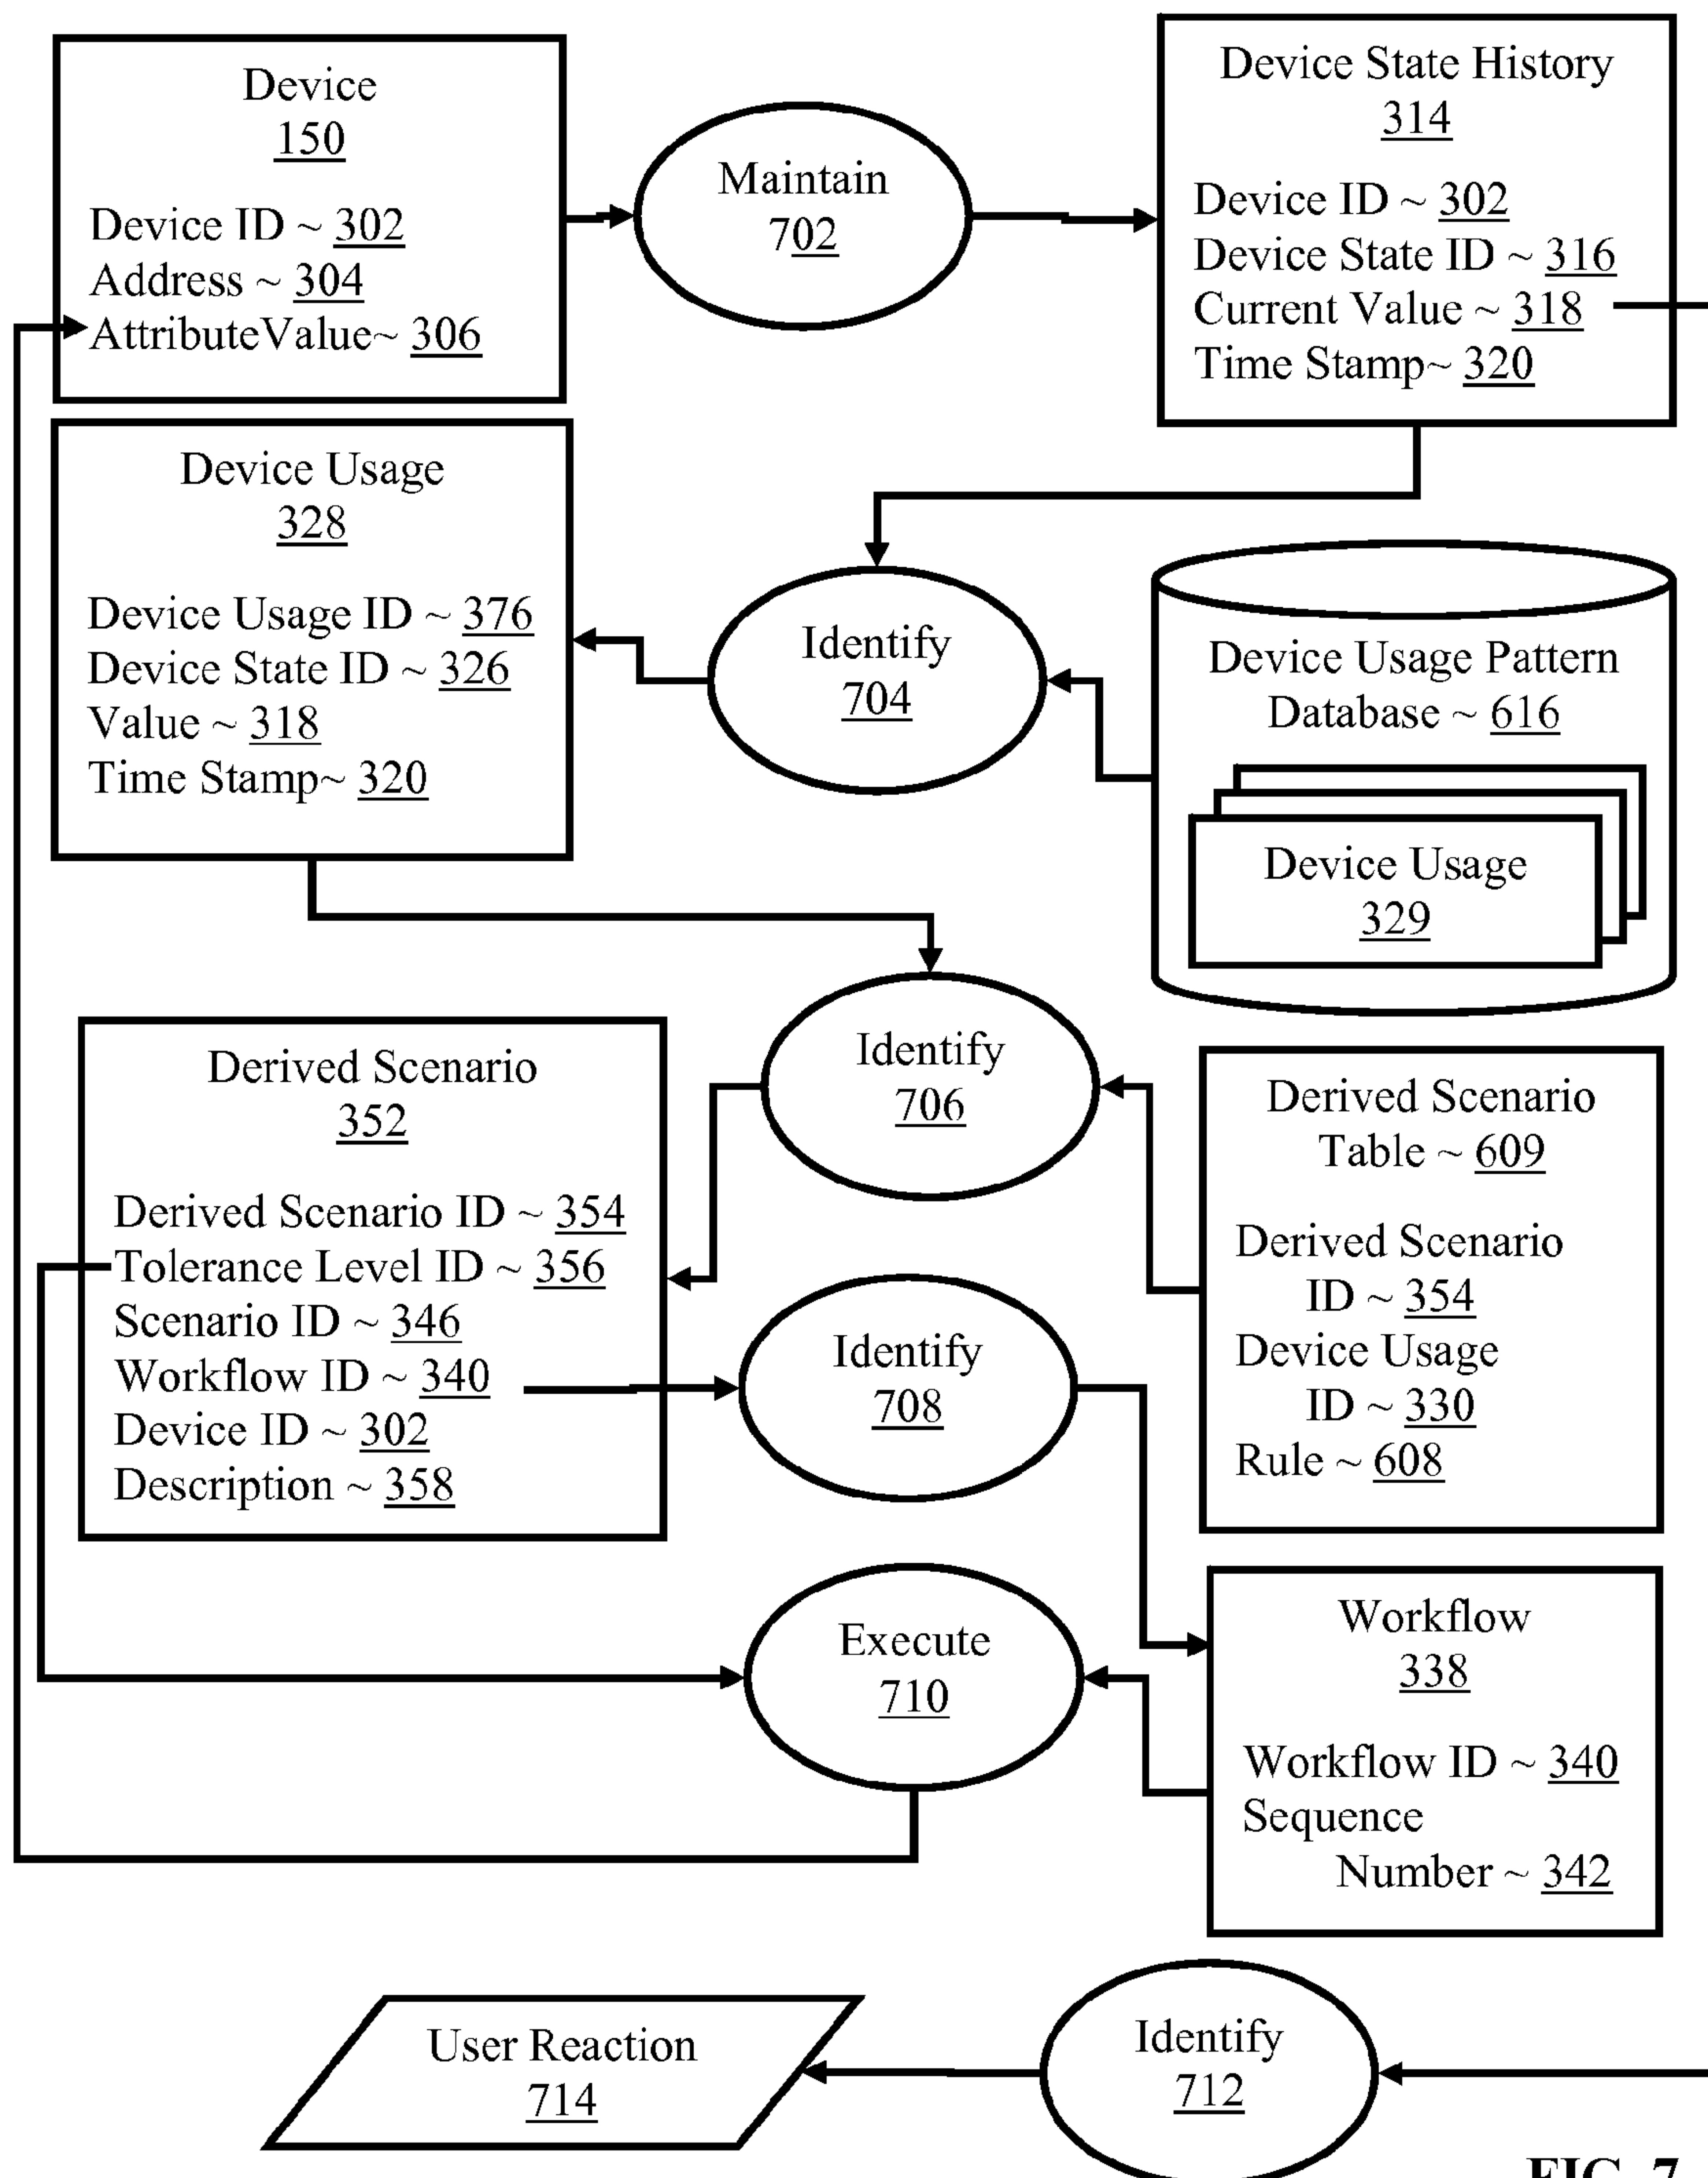 Device
150
Device ID ~ 302
Address ~ 304
AttributeValue~ 306
Maintain
702
Device State History
314
Device ID ~ 302
Device State ID ~ 316
Current Value ~ 318
Time Stamp~ 320
Device Usage
328
Device Usage ID ~ 376
Device State ID ~ 326
Value ~ 318
Time Stamp~ 320
Identify
704
Device Usage Pattern
Database ~ 616
Device Usage
329
Identify
706
Derived Scenario
352
Derived Scenario ID ~ 354
Tolerance Level ID ~ 356
Scenario ID ~ 346
Workflow ID ~ 340
Device ID ~ 302
Description ~ 358
Derived Scenario
Table ~ 609
Derived Scenario
ID ~ 354
Device Usage
ID ~ 330
Rule ~ 608
Identify
708
Execute
710
Workflow
338
Workflow ID ~ 340
Sequence
Number ~ 342
User Reaction
714
Identify
712
FIG. 7